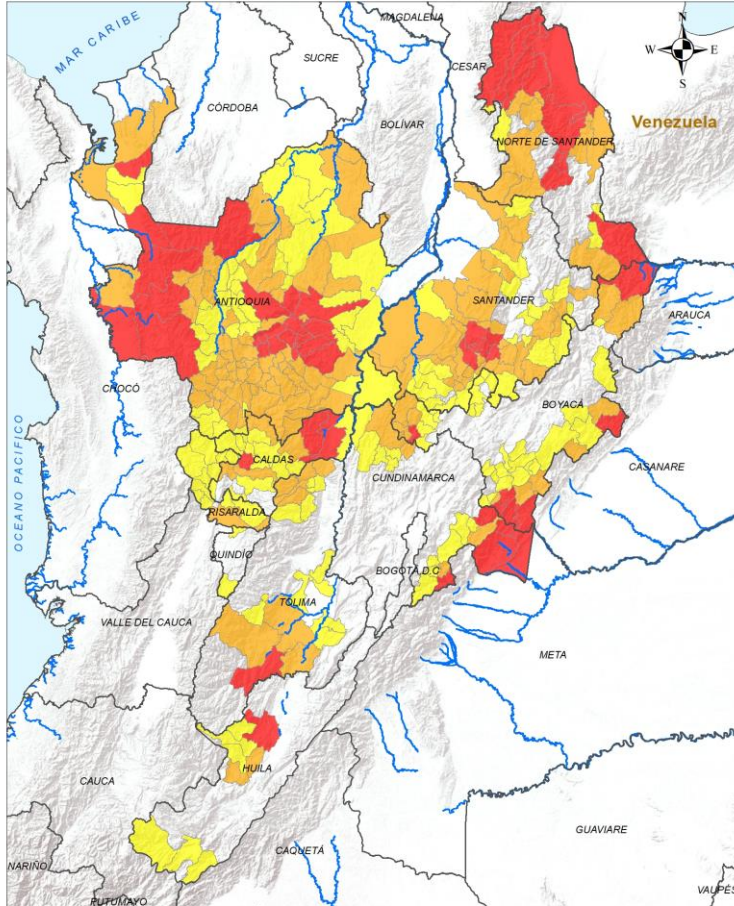 MAGDALENA
N
MAR CARIBE
SUCRE
CESAR
W
E
S
CÓRDOBA
BOLÍVAR
Venezuela
NORTE DE SANTANDER
ANTIOQUIA
SANTANDER
ARAUCA
CHOCÓ
BOYACÁ
CALDAS
CASANARE
CUNDINAMARCA
OCEANO PACIFICO
RISARALDA
QUINDÍO
BOGOTÁ, D.C
TOLIMA
VALLE DEL CAUCA
META
HUILA
CAUCA
GUAVIARE
CAQUETÁ
NARIÑO
PUTUMAYO
VAUPÉS